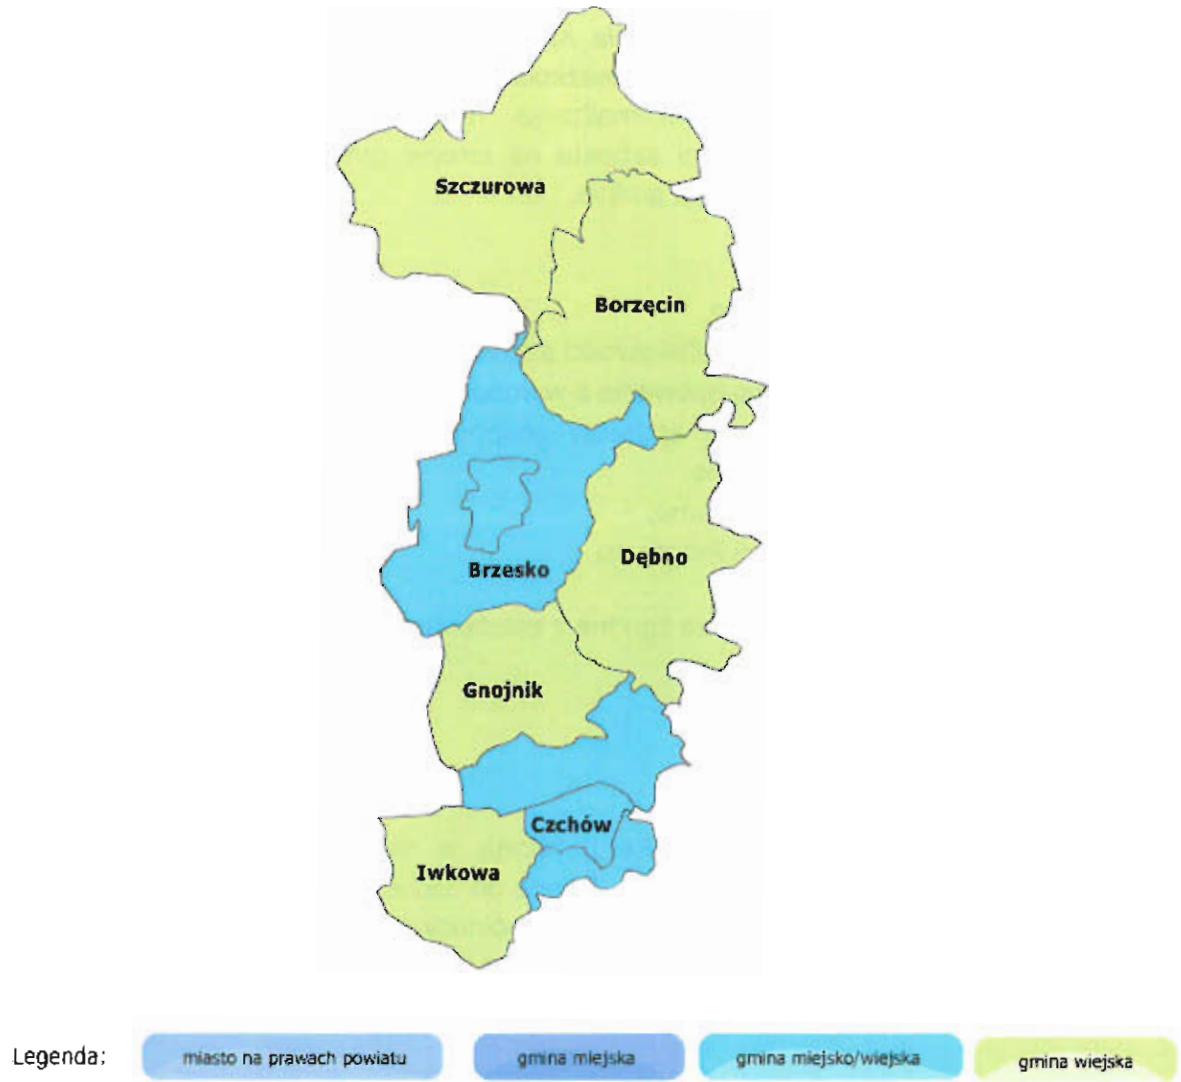 Szczurowa
Borzęcin
Dębno
Brzesko
Gnojnik
Czchów
Iwkowa
Legenda:
miasto na prawach powiatu
gmina miejska
gmina miejsko/wiejska
gmina wiejska